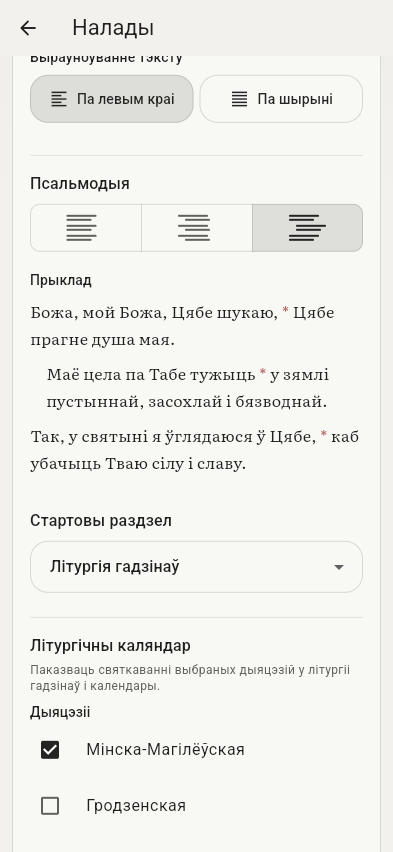 Налады
Выраўноўванне тэксту
Па левым краі
Па шырыні
Псальмодыя
Прыклад
Божа, мой Божа, Цябе шукаю, * Цябе
прагне душа мая.
Маё цела па Табе тужыць * у зямлі
пустыннай, засохлай і бязводнай.
Так, у святыні я ўглядаюся ў Цябе, * каб
убачыць Тваю сілу і славу.
Стартовы раздзел
Літургія гадзінаў
Літургічны каляндар
Паказваць святкаванні выбраных дыяцэзій у літургіі
гадзінаў і календары.
Дыяцэзіі
Мінска-Магілёўская
Гродзенская